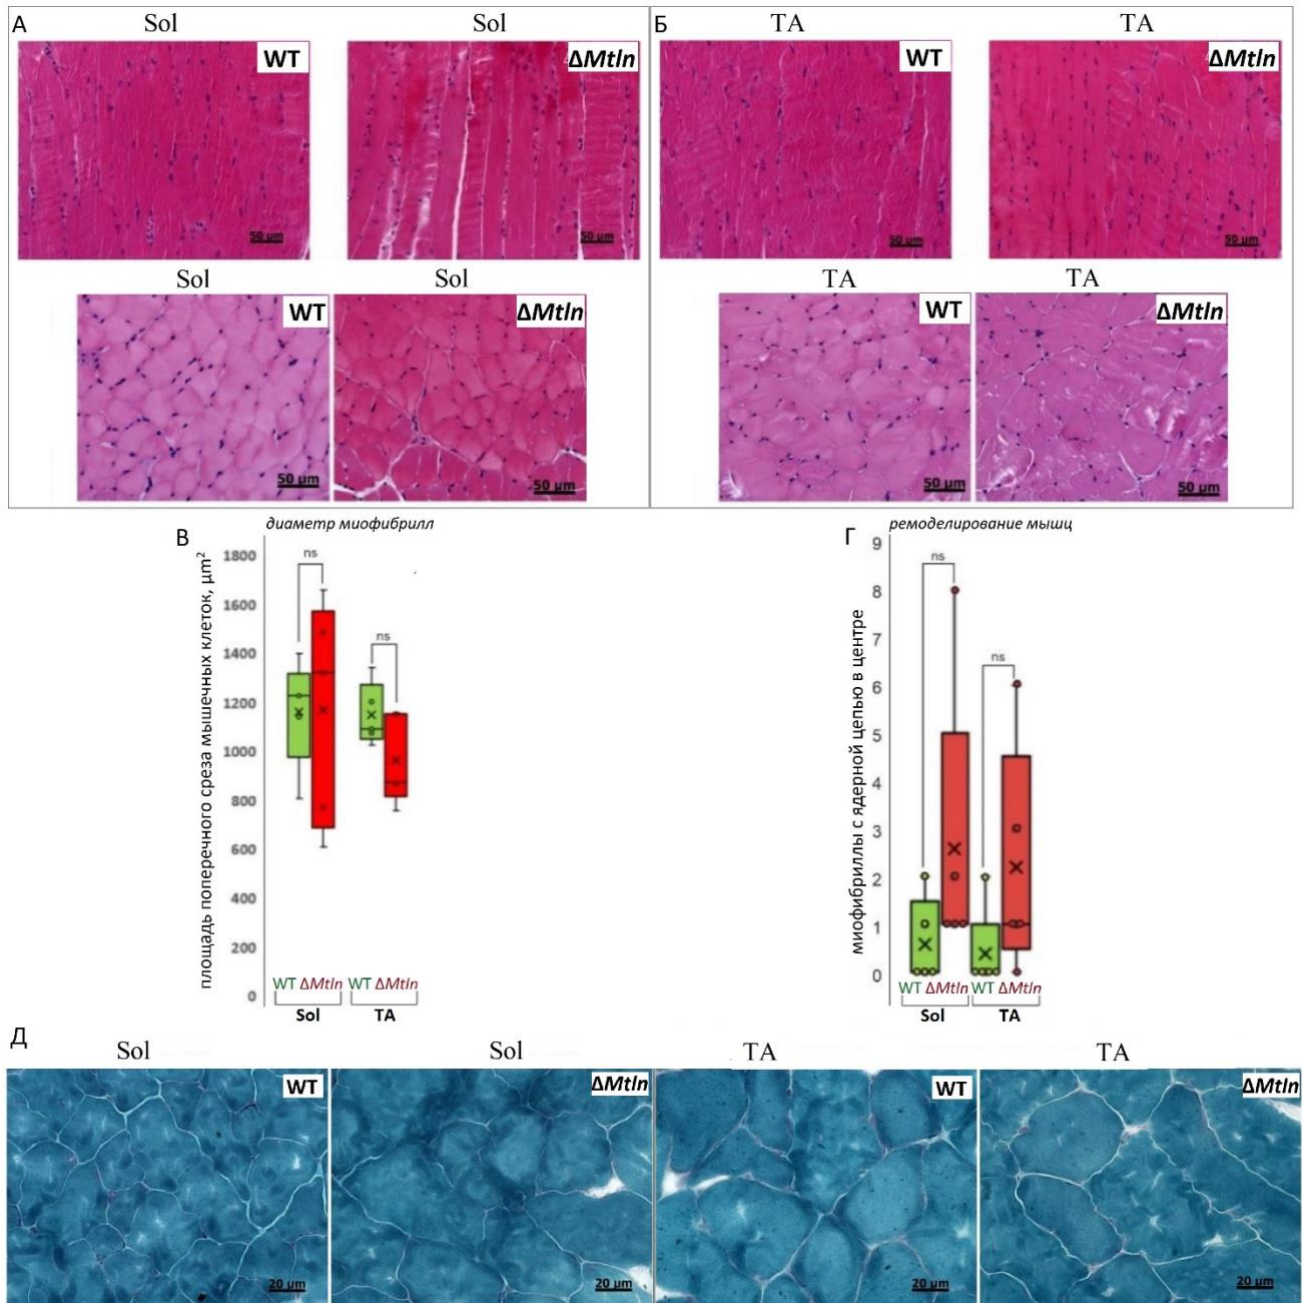 А
Sol
Sol
Б
TA
TA
WT
ΔMtln
WT
ΔMtln
50 µm
50 µm
50 µm
50 µm
Sol
Sol
TA
TA
WT
ΔMtln
WT
ΔMtln
50 µm
50 µm
50 µm
50 µm
В
диаметр миофибрилл
площадь поперечного среза мышечных клеток, µm²
1800
1600
1400
1200
1000
800
600
400
200
0
ns
ns
WT ΔMtln WT ΔMtln
Sol
TA
Г
ремоделирование мышц
миофибриллы с ядерной цепью в центре
9
8
7
6
5
4
3
2
1
0
ns
ns
WT ΔMtln WT ΔMtln
Sol
TA
Д
Sol
Sol
TA
TA
WT
ΔMtln
WT
ΔMtln
20 µm
20 µm
20 µm
20 µm